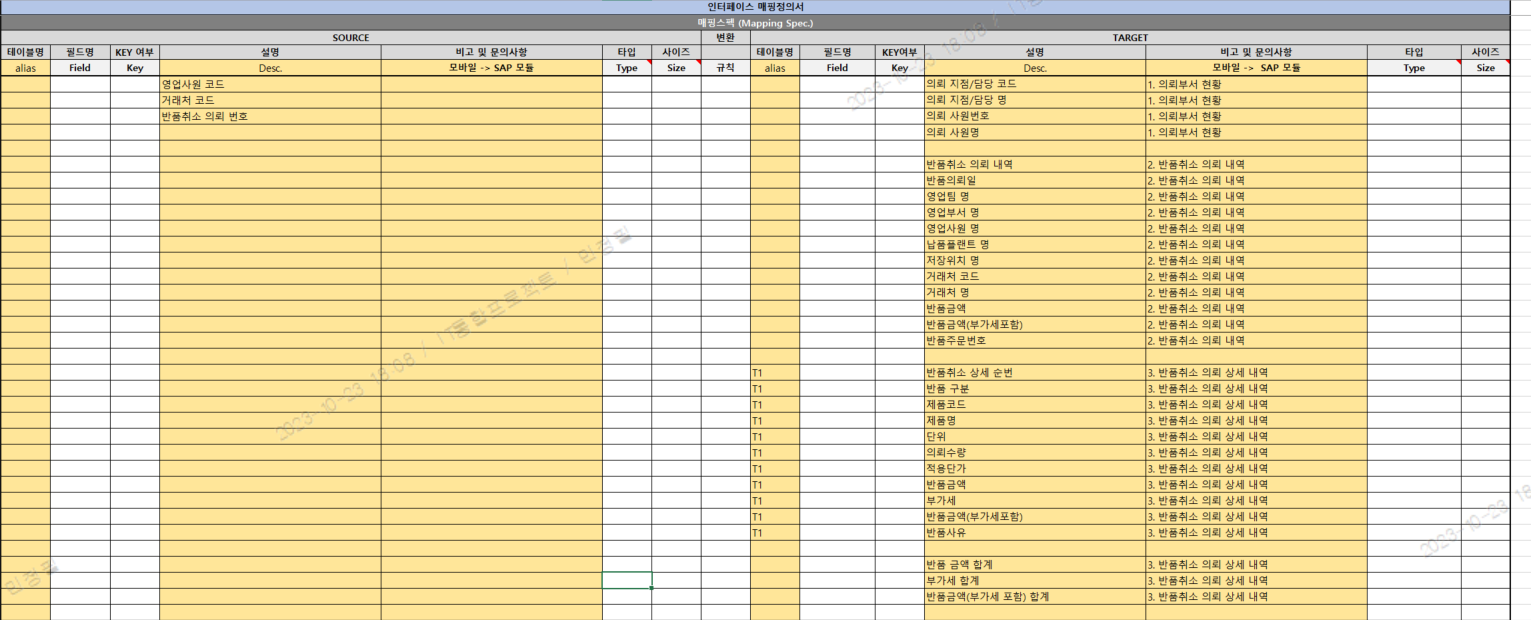 인터페이스 매핑정의서
매핑스팩 (Mapping Spec.)
SOURCE 변환 TARGET
테이블명 필드명 KEY 여부 설명 비고 및 문의사항 타입 사이즈 테이블명 필드명 KEY여부 설명 비고 및 문의사항 타입 사이즈
alias Field Key Desc. 모바일 -> SAP 모듈 Type Size 규칙 alias Field Key Desc. 모바일 -> SAP 모듈 Type Size
영업사원 코드 의뢰 지점/담당 코드 1. 의뢰부서 현황
거래처 코드 의뢰 지점/담당 명 1. 의뢰부서 현황
반품취소 의뢰 번호 의뢰 사원번호 1. 의뢰부서 현황
의뢰 사원명 1. 의뢰부서 현황
반품취소 의뢰 내역 2. 반품취소 의뢰 내역
반품의뢰일 2. 반품취소 의뢰 내역
영업팀 명 2. 반품취소 의뢰 내역
영업부서 명 2. 반품취소 의뢰 내역
영업사원 명 2. 반품취소 의뢰 내역
납품플랜트 명 2. 반품취소 의뢰 내역
저장위치 명 2. 반품취소 의뢰 내역
거래처 코드 2. 반품취소 의뢰 내역
거래처 명 2. 반품취소 의뢰 내역
반품금액 2. 반품취소 의뢰 내역
반품금액(부가세포함) 2. 반품취소 의뢰 내역
반품주문번호 2. 반품취소 의뢰 내역
T1 반품취소 상세 순번 3. 반품취소 의뢰 상세 내역
T1 반품 구분 3. 반품취소 의뢰 상세 내역
T1 제품코드 3. 반품취소 의뢰 상세 내역
T1 제품명 3. 반품취소 의뢰 상세 내역
T1 단위 3. 반품취소 의뢰 상세 내역
T1 의뢰수량 3. 반품취소 의뢰 상세 내역
T1 적용단가 3. 반품취소 의뢰 상세 내역
T1 반품금액 3. 반품취소 의뢰 상세 내역
T1 부가세 3. 반품취소 의뢰 상세 내역
T1 반품금액(부가세포함) 3. 반품취소 의뢰 상세 내역
T1 반품사유 3. 반품취소 의뢰 상세 내역
반품 금액 합계 3. 반품취소 의뢰 상세 내역
부가세 합계 3. 반품취소 의뢰 상세 내역
반품금액(부가세 포함) 합계 3. 반품취소 의뢰 상세 내역
2023-10-23 18:08 / IT통합프로젝트 /
2023-10-23 18:08 /
2023-10-23 18